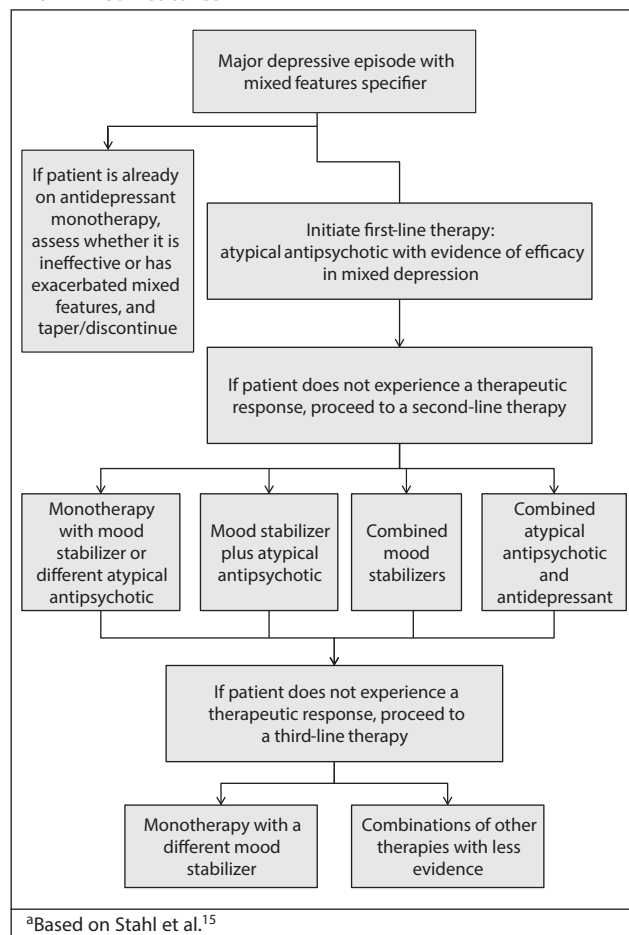 Major depressive episode with
mixed features specifier
If patient is already
on antidepressant
monotherapy,
assess whether it is
ineffective or has
exacerbated mixed
features, and
taper/discontinue
Initiate first-line therapy:
atypical antipsychotic with evidence of efficacy
in mixed depression
If patient does not experience a therapeutic
response, proceed to a second-line therapy
Monotherapy
with mood
stabilizer or
different atypical
antipsychotic
Mood stabilizer
plus atypical
antipsychotic
Combined
mood
stabilizers
Combined
atypical
antipsychotic
and
antidepressant
If patient does not experience a
therapeutic response, proceed to
a third-line therapy
Monotherapy with a
different mood
stabilizer
Combinations of other
therapies with less
evidence
ᵃBased on Stahl et al.¹⁵